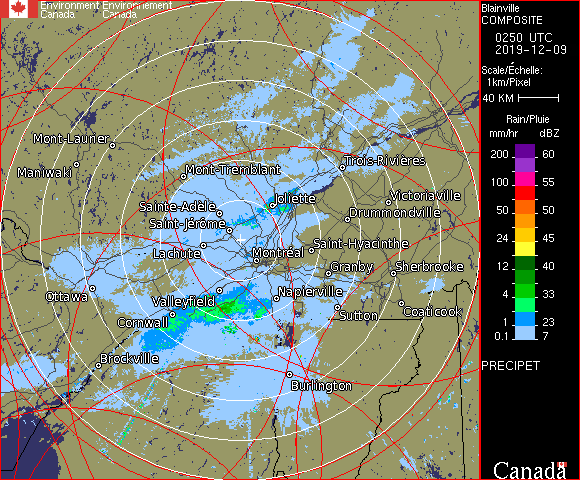 Environment Environnement
Canada Canada
Blainville
COMPOSITE
0250 UTC
2019-12-09
Scale/Échelle:
1km/Pixel
40 KM
Rain/Pluie
mm/hr dBZ
200 60
100 55
50 50
24 45
12 40
4 33
1 23
0.1 7
PRECIPET
Canada
Mont-Laurier
Maniwaki
Mont-Tremblant
Trois-Rivières
Joliette
Victoriaville
Sainte-Adèle
Drummondville
Saint-Jérôme
Saint-Hyacinthe
Lachute
Montréal
Granby
Sherbrooke
Ottawa
Valleyfield
Napierville
Cornwall
Sutton
Coaticook
Brockville
Burlington